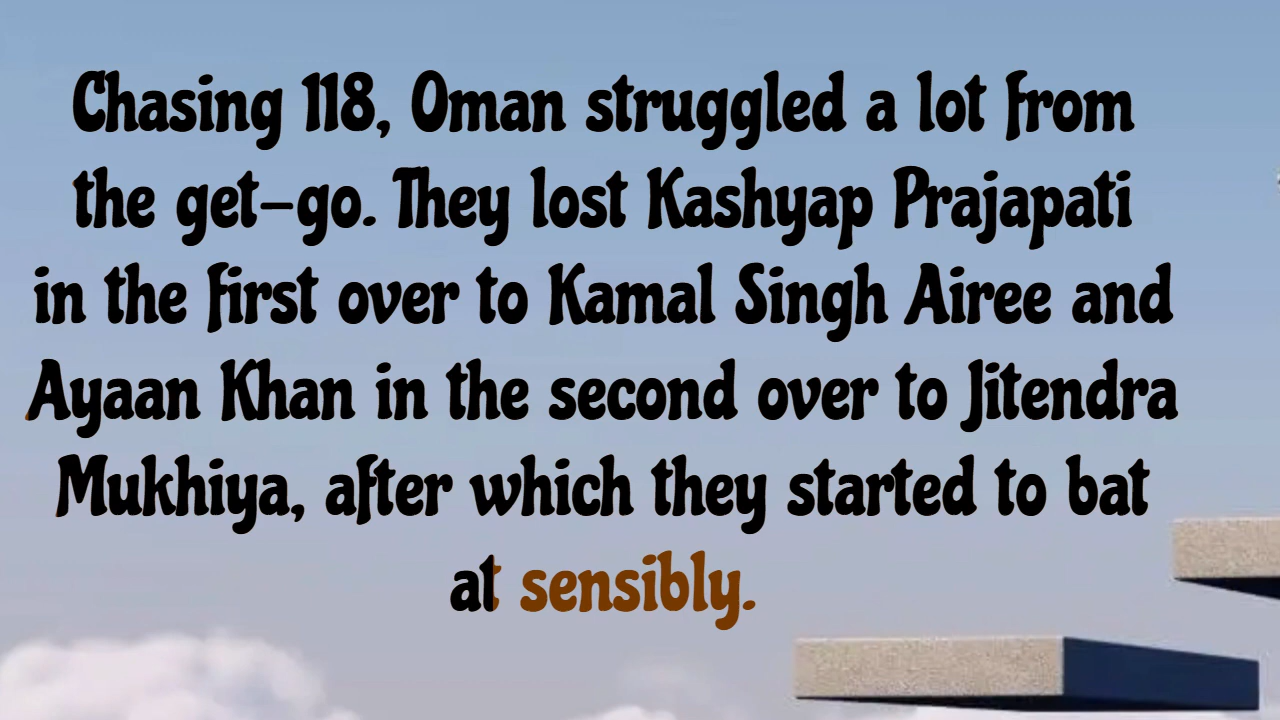 Chasing 118, Oman struggled a lot from
the get-go. They lost Kashyap Prajapati
in the first over to Kamal Singh Airee and
Ayaan Khan in the second over to Jitendra
Mukhiya, after which they started to bat
at sensibly.